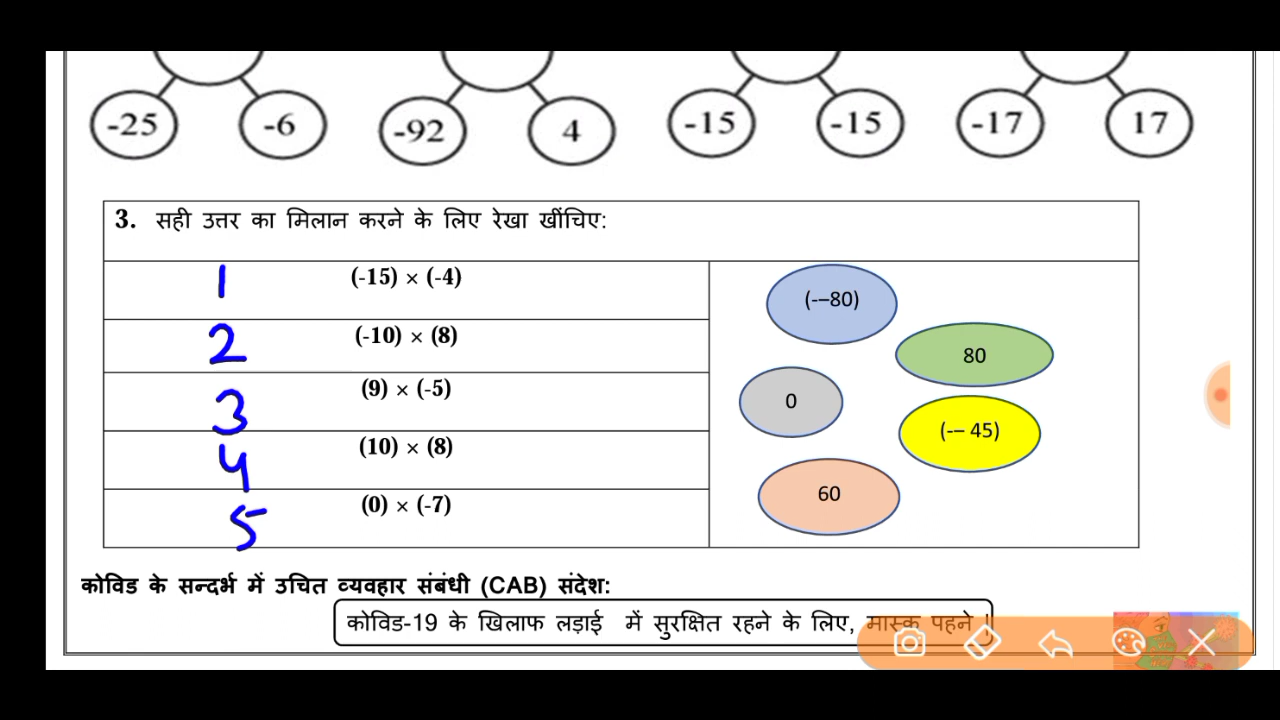 -25 -6 -92 4 -15 -15 -17 17
3. सही उत्तर का मिलान करने के लिए रेखा खींचिए:
1 (-15) × (-4)
2 (-10) × (8)
3 (9) × (-5)
4 (10) × (8)
5 (0) × (-7)
(-–80)
80
0
(-– 45)
60
कोविड के सन्दर्भ में उचित व्यवहार संबंधी (CAB) संदेश:
कोविड-19 के खिलाफ लड़ाई में सुरक्षित रहने के लिए, मास्क पहने |